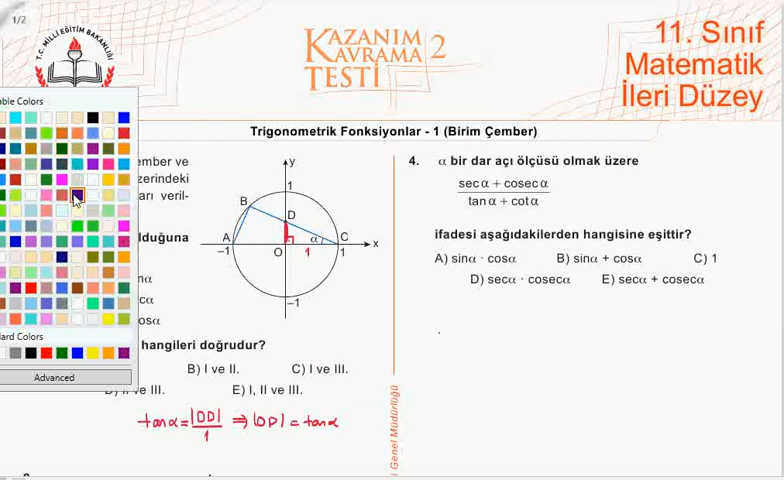 1/2
T.C. MİLLÎ EĞİTİM BAKANLIĞI
KAZANIM
KAVRAMA 2
TESTİ
11. Sınıf
Matematik
İleri Düzey
able Colors
Trigonometrik Fonksiyonlar - 1 (Birim Çember)
ember ve
zerindeki
arı veril-
lduğuna
nα
cα
osα
hangileri doğrudur?
B) I ve II.
C) I ve III.
ve III.
E) I, II ve III.
y
1
B
D
A
α
C
x
−1
O
1
1
−1
tanα = |OD| / 1 ⇒ |OD| = tanα
dard Colors
Advanced
4. α bir dar açı ölçüsü olmak üzere
secα + cosecα
tanα + cotα
ifadesi aşağıdakilerden hangisine eşittir?
A) sinα · cosα
B) sinα + cosα
C) 1
D) secα · cosecα
E) secα + cosecα
Genel Müdürlüğü